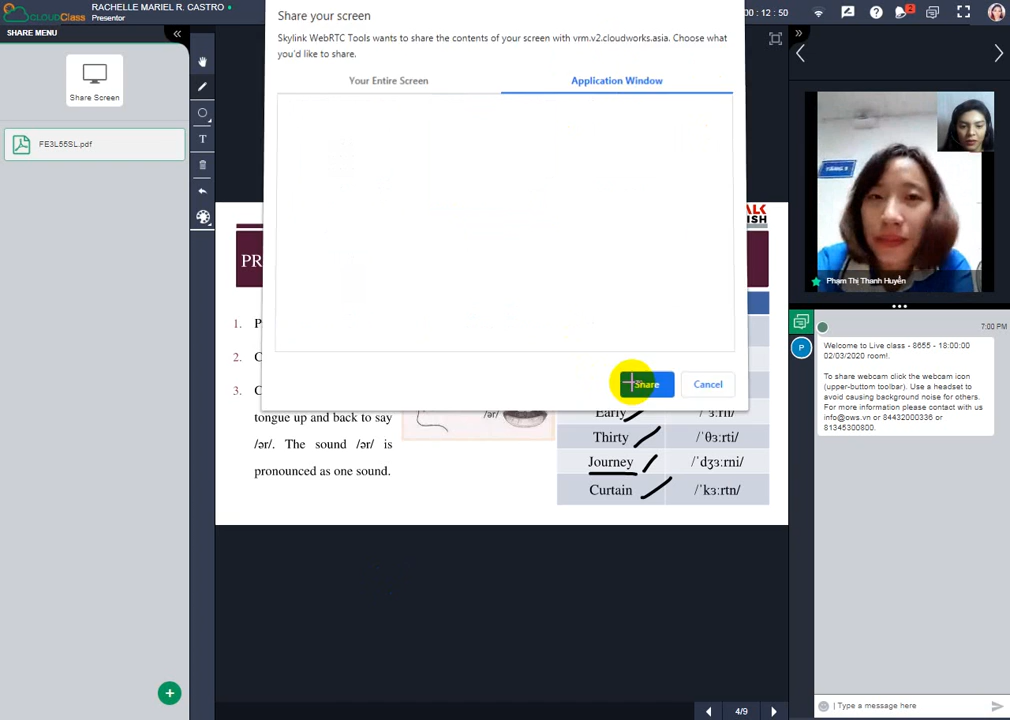 CLOUDClass
RACHELLE MARIEL R. CASTRO
Presentor
SHARE MENU
Share Screen
FE3L55SL.pdf
Share your screen
Skylink WebRTC Tools wants to share the contents of your screen with vrm.v2.cloudworks.asia. Choose what
you'd like to share.
Your Entire Screen
Application Window
Share
Cancel
:00 : 12 : 50
2
PR
1. P
2. C
3. C
tongue up and back to say
/ər/. The sound /ər/ is
pronounced as one sound.
/ər/
Early
Thirty /ˈθɜːrti/
Journey /ˈdʒɜːrni/
Curtain /ˈkɜːrtn/
4/9
Phạm Thị Thanh Huyền
7:00 PM
P
Welcome to Live class - 8655 - 18:00:00
02/03/2020 room!.
To share webcam click the webcam icon
(upper-buttom toolbar). Use a headset to
avoid causing background noise for others.
For more information please contact with us
info@ows.vn or 84432000336 or
81345300800.
Type a message here